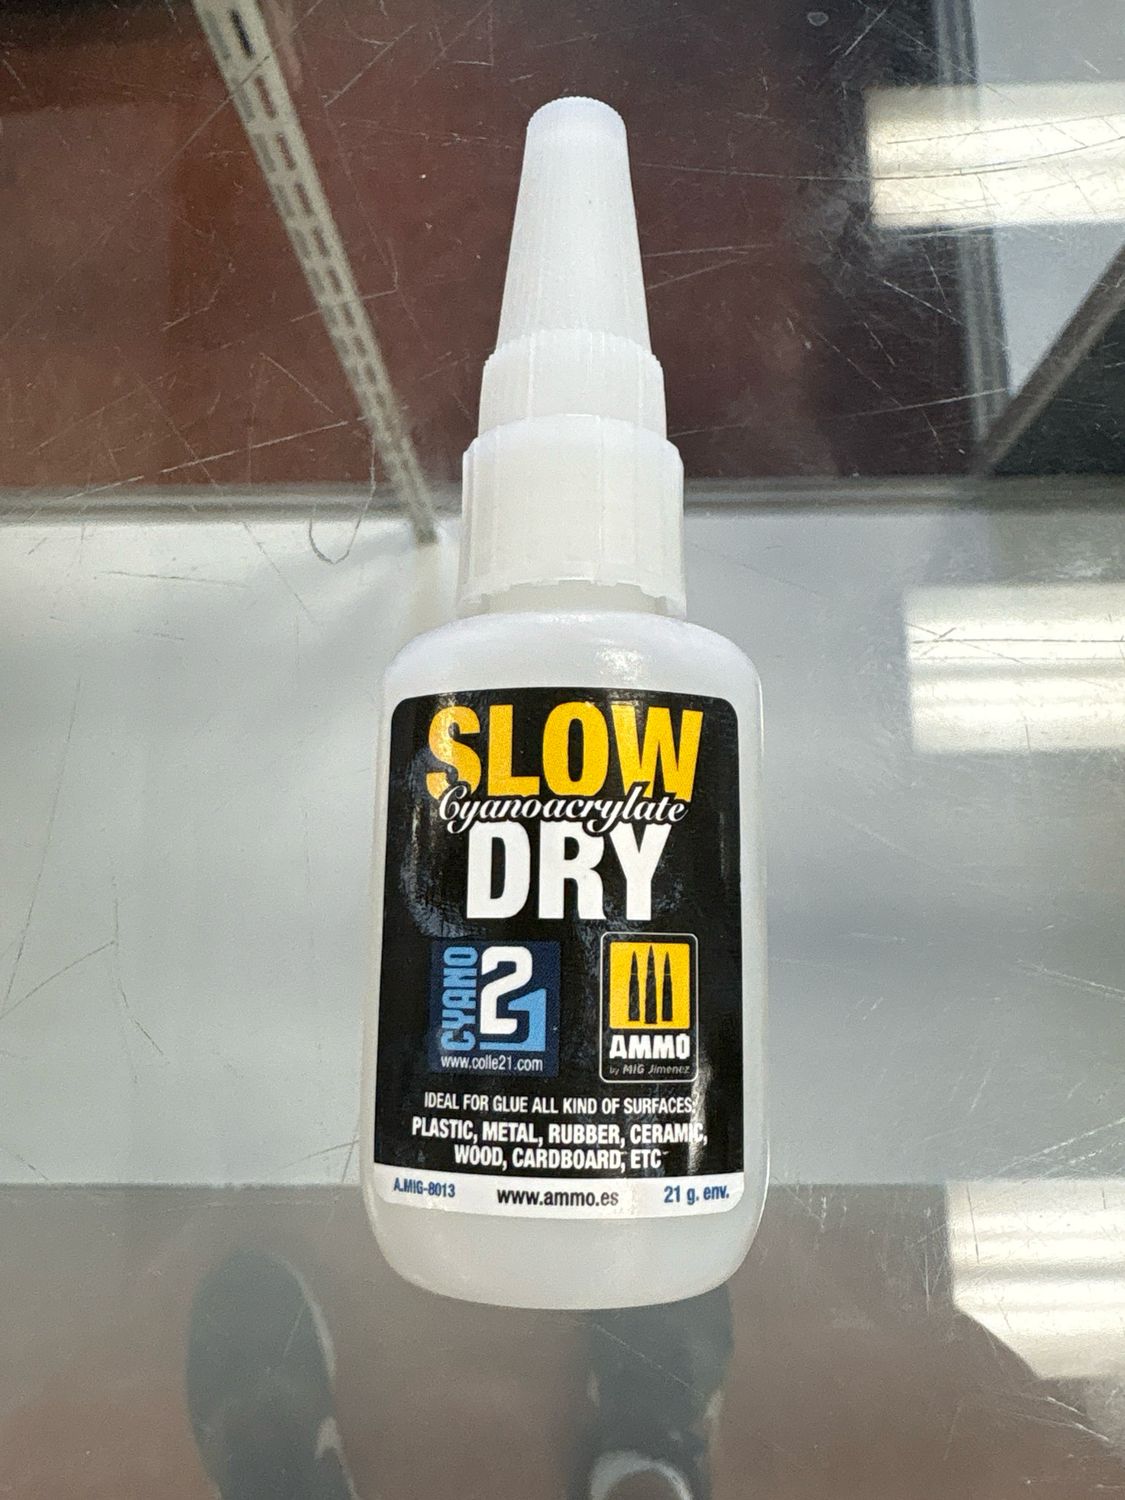 SLOW
Cyanoacrylate
DRY
CYANO
21
www.colle21.com
AMMO
by MIG Jimenez
IDEAL FOR GLUE ALL KIND OF SURFACES:
PLASTIC, METAL, RUBBER, CERAMIC,
WOOD, CARDBOARD, ETC
A.MIG-8013
www.ammo.es
21 g. env.